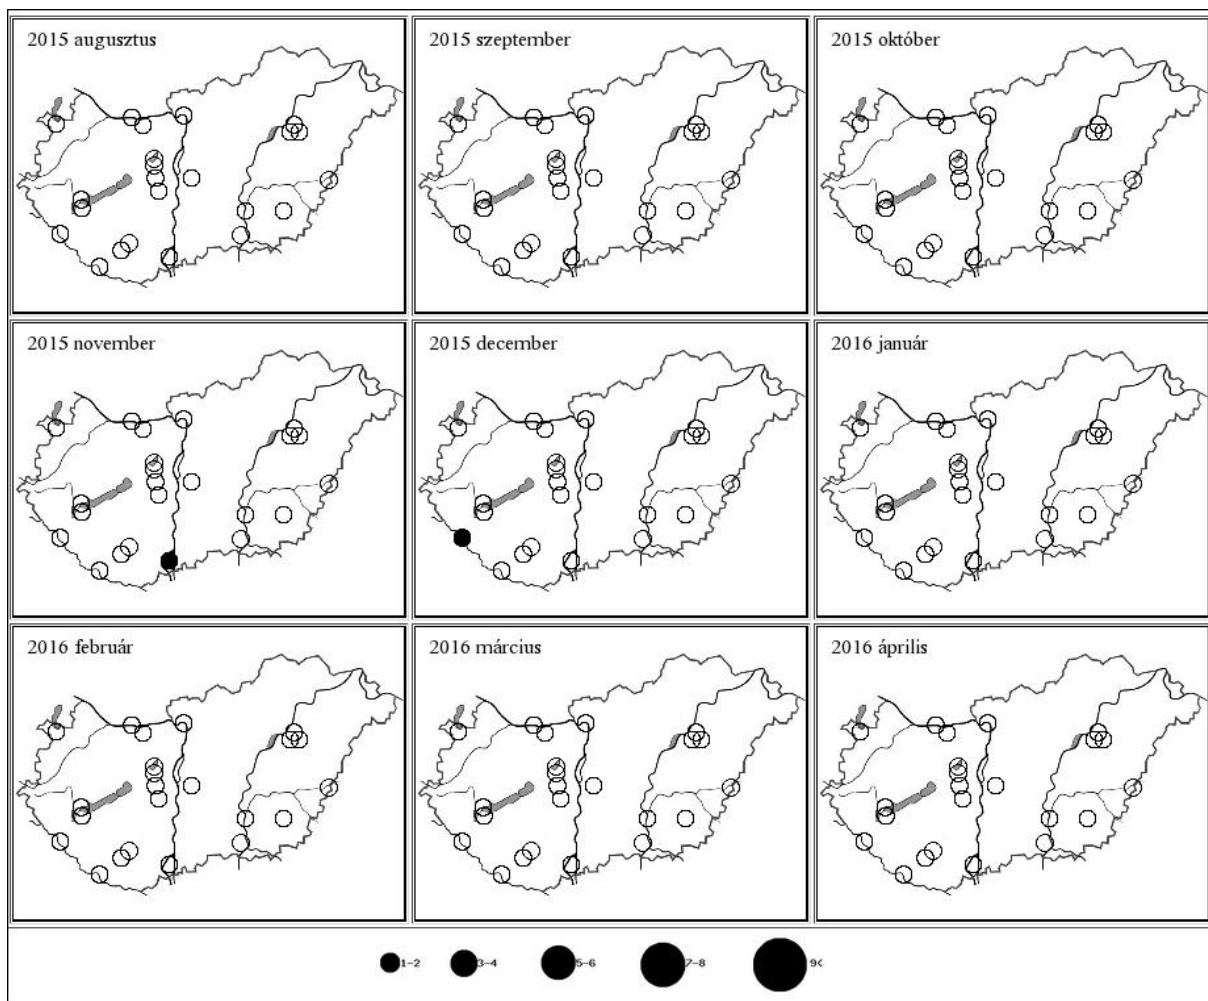 2015 augusztus
2015 szeptember
2015 október
2015 november
2015 december
2016 január
2016 február
2016 március
2016 április
1-2 3-4 5-6 7-8 9<